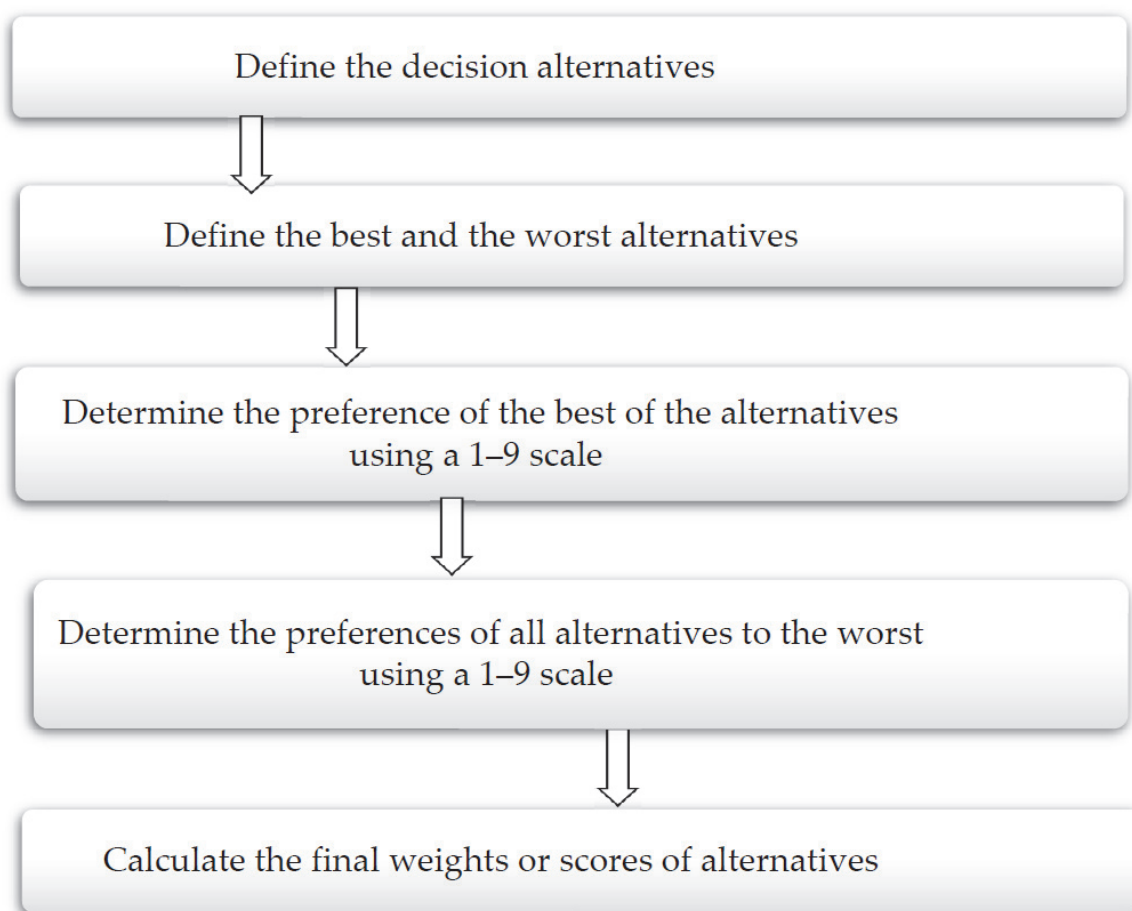 Define the decision alternatives
Define the best and the worst alternatives
Determine the preference of the best of the alternatives
using a 1–9 scale
Determine the preferences of all alternatives to the worst
using a 1–9 scale
Calculate the final weights or scores of alternatives